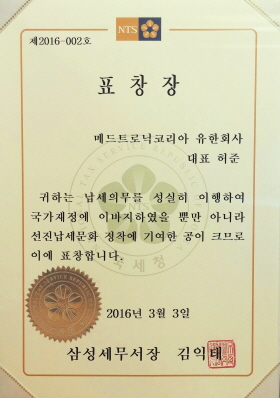 NTS
제2016-002호
표 창 장
메드트로닉코리아 유한회사
대표 허준
귀하는 납세의무를 성실히 이행하여
국가재정에 이바지하였을 뿐만 아니라
선진납세문화 정착에 기여한 공이 크므로
이에 표창합니다.
국 세 청
2016년 3월 3일
삼성세무서장 김익태